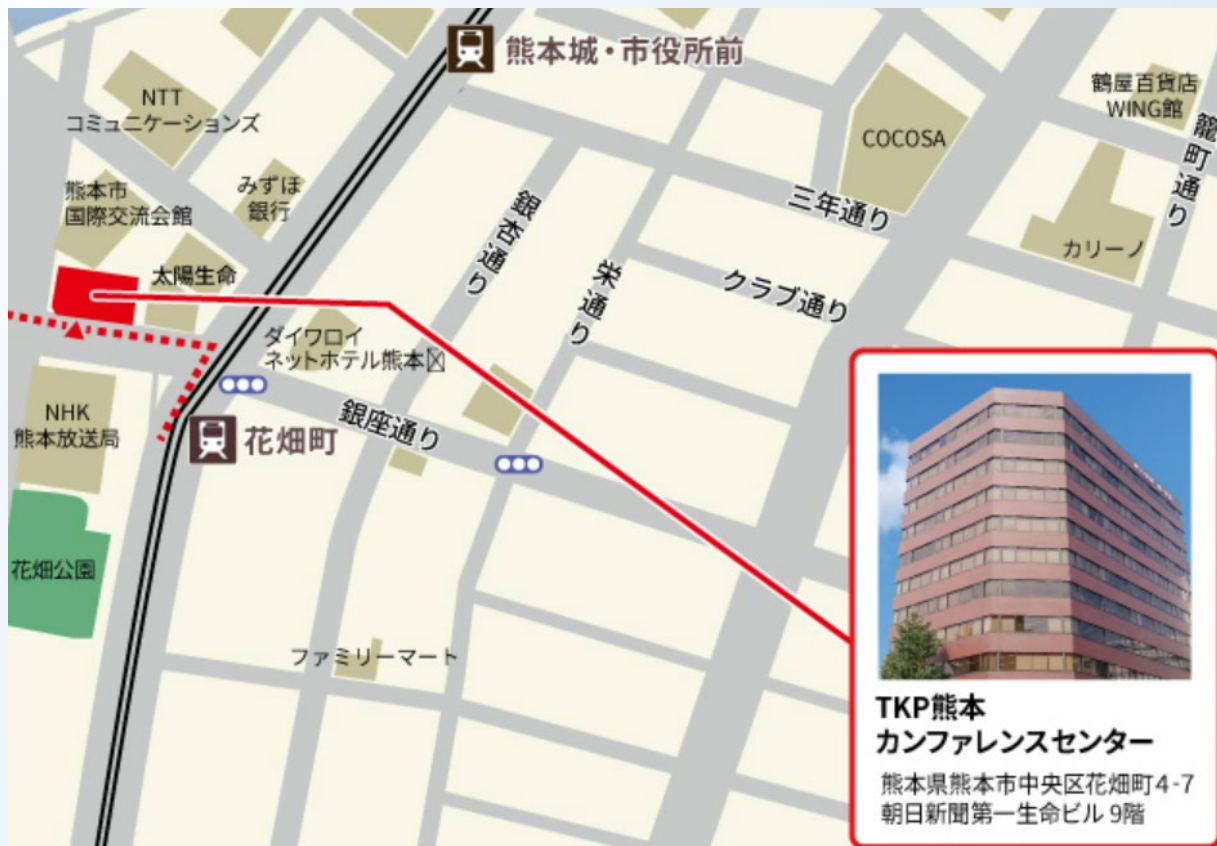 熊本城・市役所前
NTT
コミュニケーションズ
熊本市
国際交流会館
みずほ
銀行
太陽生命
銀杏通り
栄通り
三年通り
クラブ通り
COCOSA
鶴屋百貨店
WING館
籠町通り
カリーノ
ダイワロイ
ネットホテル熊本
銀座通り
NHK
熊本放送局
花畑町
花畑公園
ファミリーマート
TKP熊本
カンファレンスセンター
熊本県熊本市中央区花畑町4-7
朝日新聞第一生命ビル 9階